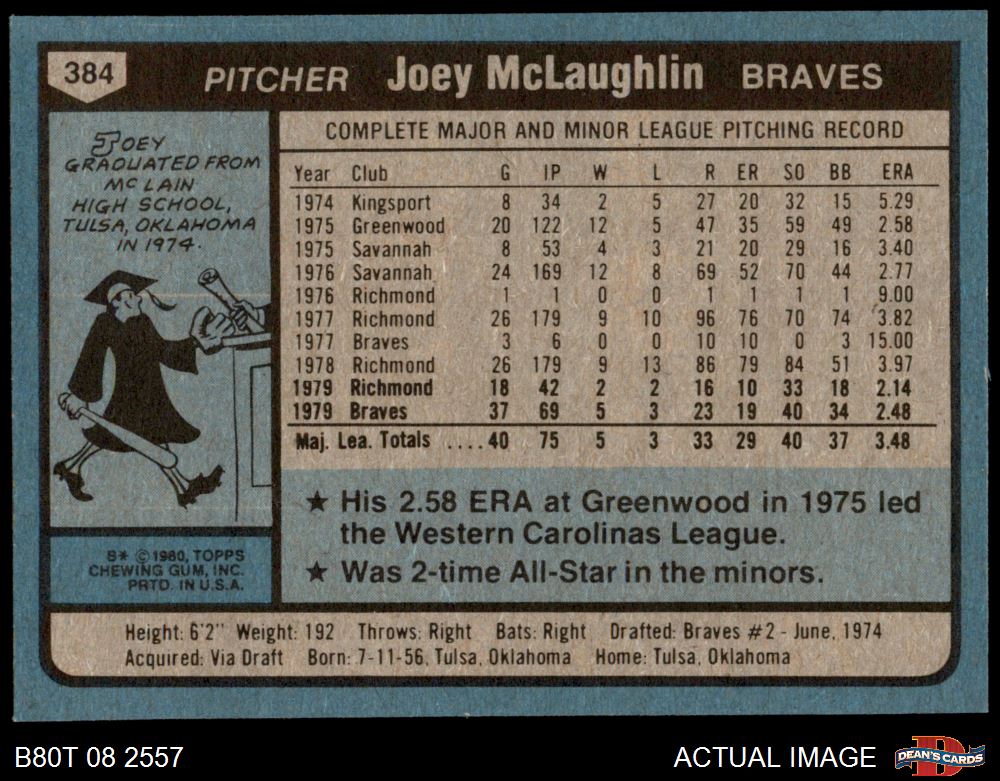 384
PITCHER Joey McLaughlin BRAVES
JOEY
GRADUATED FROM
McLAIN
HIGH SCHOOL,
TULSA, OKLAHOMA
IN 1974.
COMPLETE MAJOR AND MINOR LEAGUE PITCHING RECORD
Year Club G IP W L R ER SO BB ERA
1974 Kingsport 8 34 2 5 27 20 32 15 5.29
1975 Greenwood 20 122 12 5 47 35 59 49 2.58
1975 Savannah 8 53 4 3 21 20 29 16 3.40
1976 Savannah 24 169 12 8 69 52 70 44 2.77
1976 Richmond 1 1 0 0 1 1 1 1 9.00
1977 Richmond 26 179 9 10 96 76 70 74 3.82
1977 Braves 3 6 0 0 10 10 0 3 15.00
1978 Richmond 26 179 9 13 86 79 84 51 3.97
1979 Richmond 18 42 2 2 16 10 33 18 2.14
1979 Braves 37 69 5 3 23 19 40 34 2.48
Maj. Lea. Totals ....40 75 5 3 33 29 40 37 3.48
★ His 2.58 ERA at Greenwood in 1975 led
the Western Carolinas League.
★ Was 2-time All-Star in the minors.
B* © 1980, TOPPS
CHEWING GUM, INC.
PRTD. IN U.S.A.
Height: 6'2" Weight: 192 Throws: Right Bats: Right Drafted: Braves #2 - June, 1974
Acquired: Via Draft Born: 7-11-56, Tulsa, Oklahoma Home: Tulsa, Oklahoma
B80T 08 2557
ACTUAL IMAGE
DEAN'S CARDS